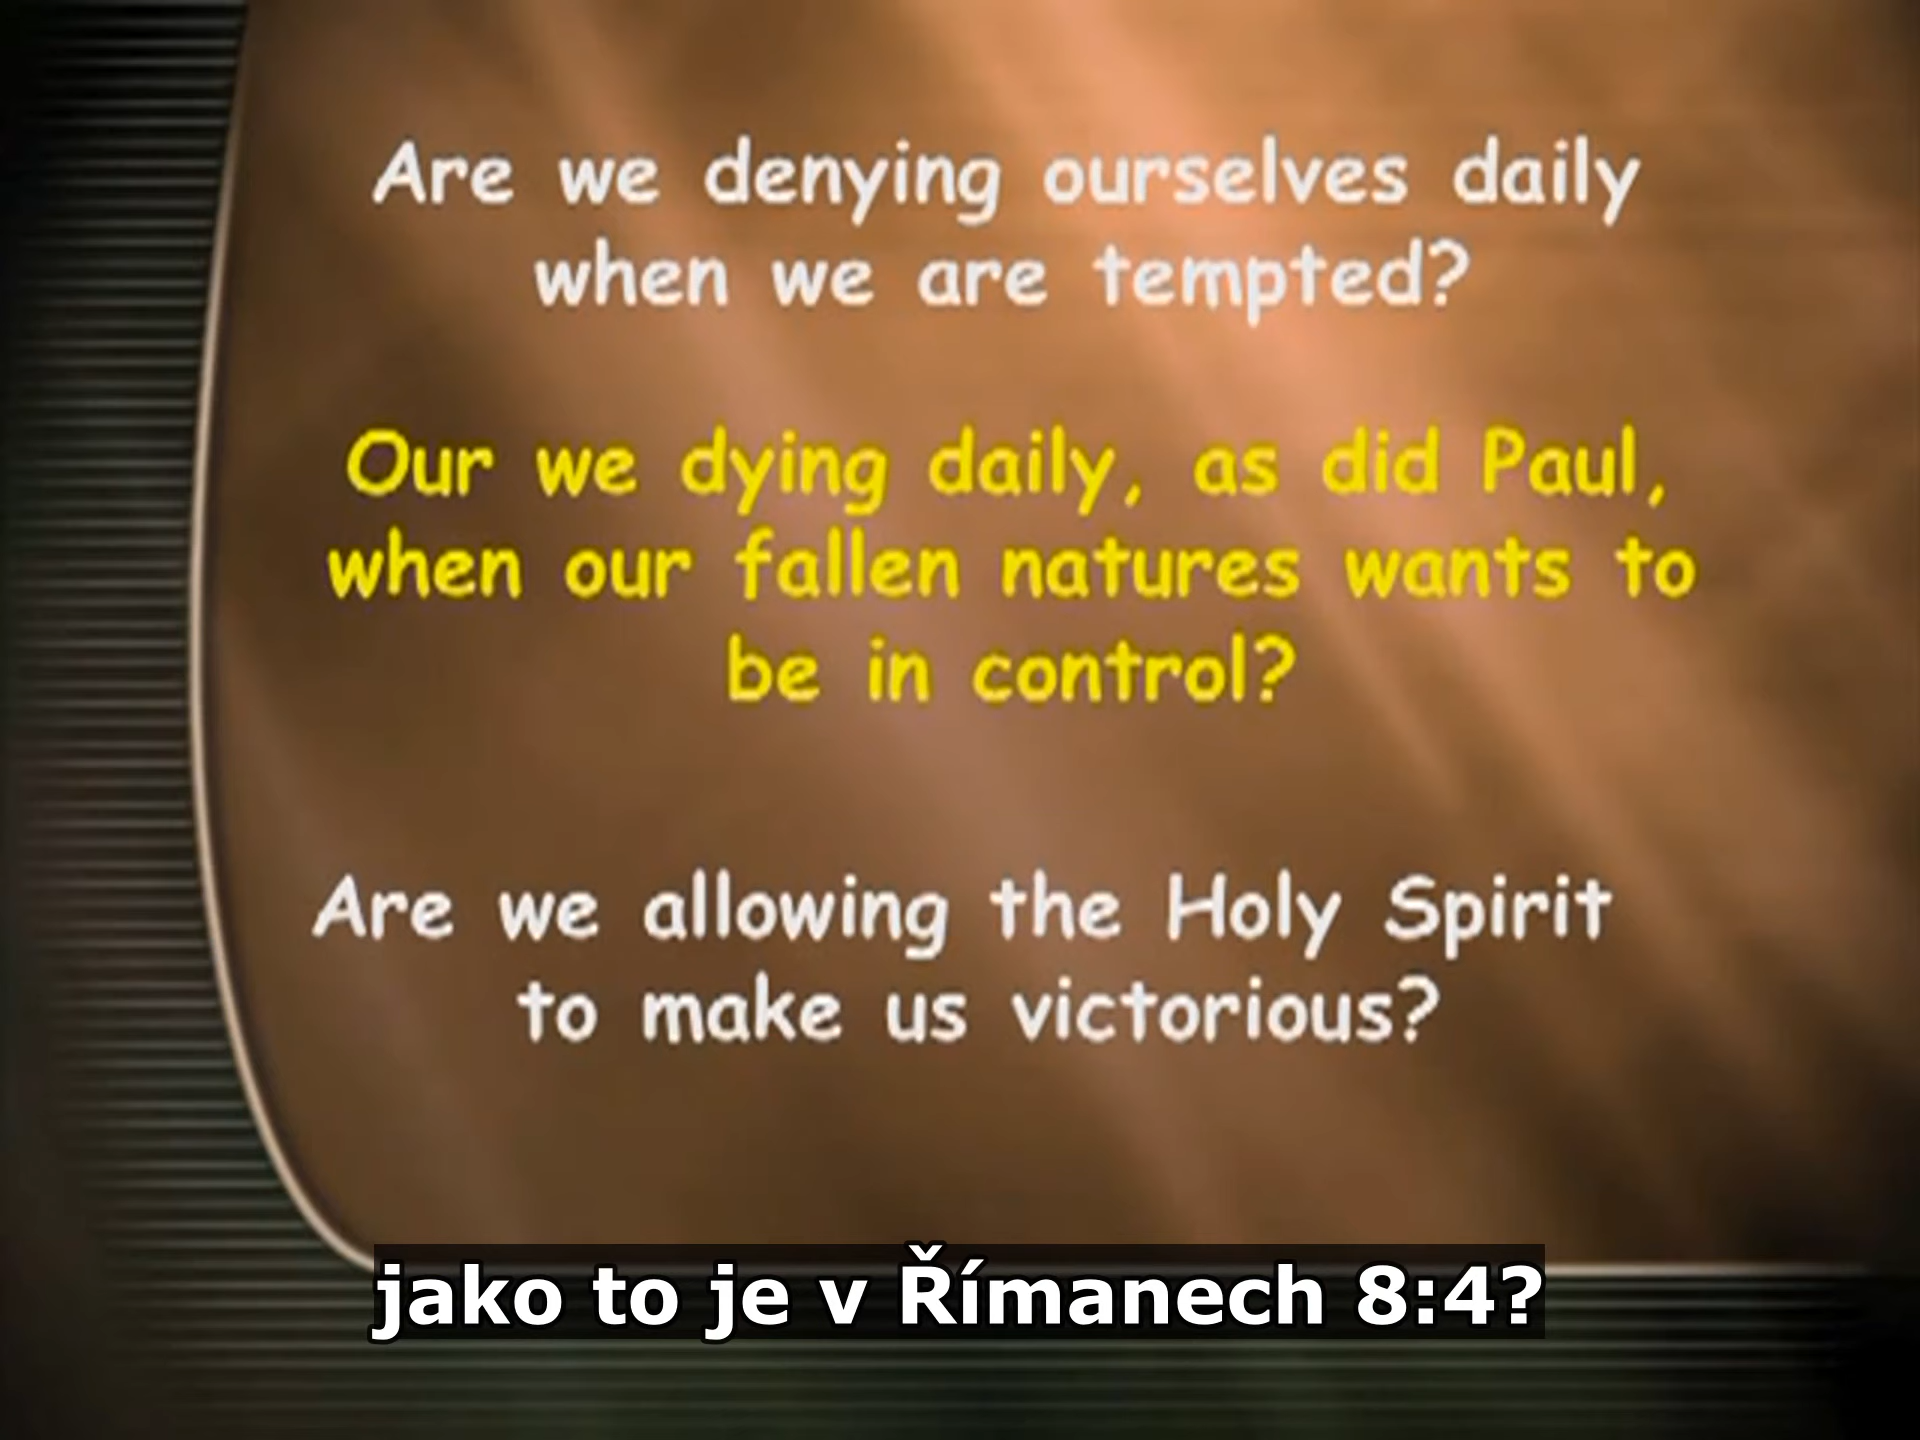 Are we denying ourselves daily
when we are tempted?
Our we dying daily, as did Paul,
when our fallen natures wants to
be in control?
Are we allowing the Holy Spirit
to make us victorious?
jako to je v Římanech 8:4?